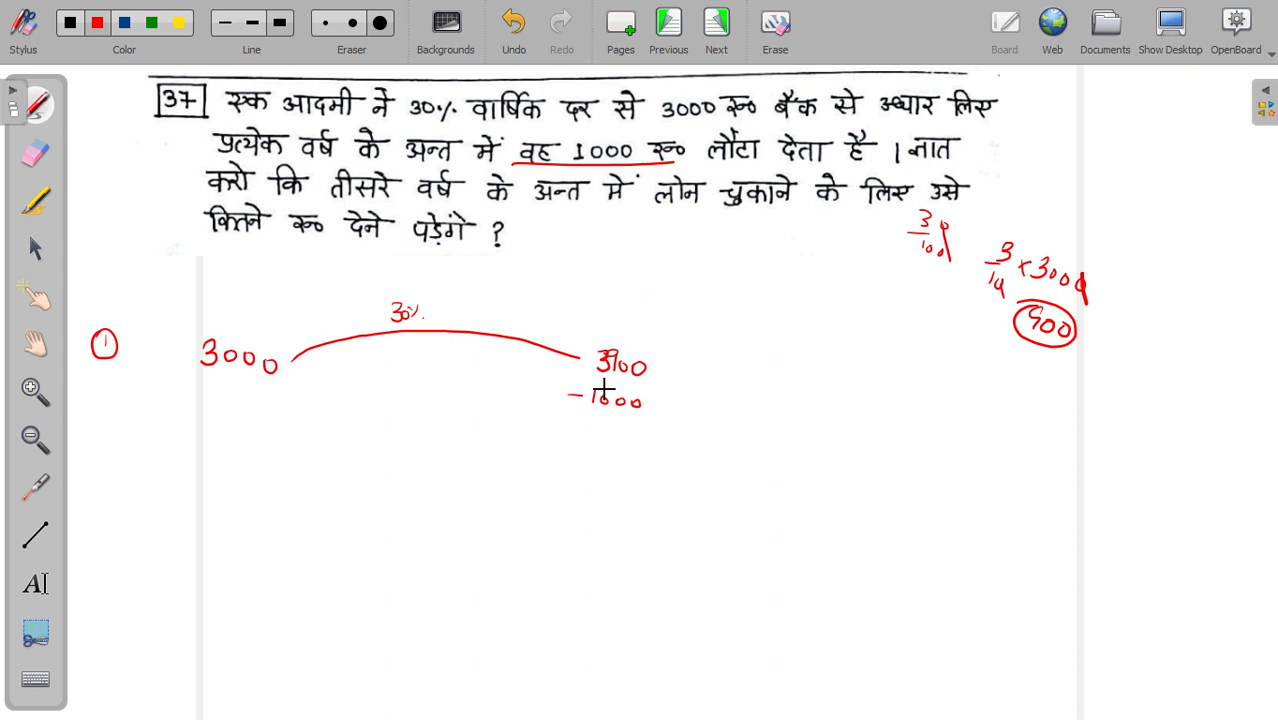 Stylus Color Line Eraser Backgrounds Undo Redo Pages Previous Next Erase Board Web Documents Show Desktop OpenBoard
37 एक आदमी ने 30% वार्षिक दर से 3000 रु० बैंक से उधार लिए
प्रत्येक वर्ष के अन्त में वह 1000 रु० लौटा देता है । ज्ञात
करो कि तीसरे वर्ष के अन्त में लोन चुकाने के लिए उसे
कितने रु० देने पड़ेंगे ?
30/100
3/10 × 3000
900
30%
① 3000 3900
- 1000
AI